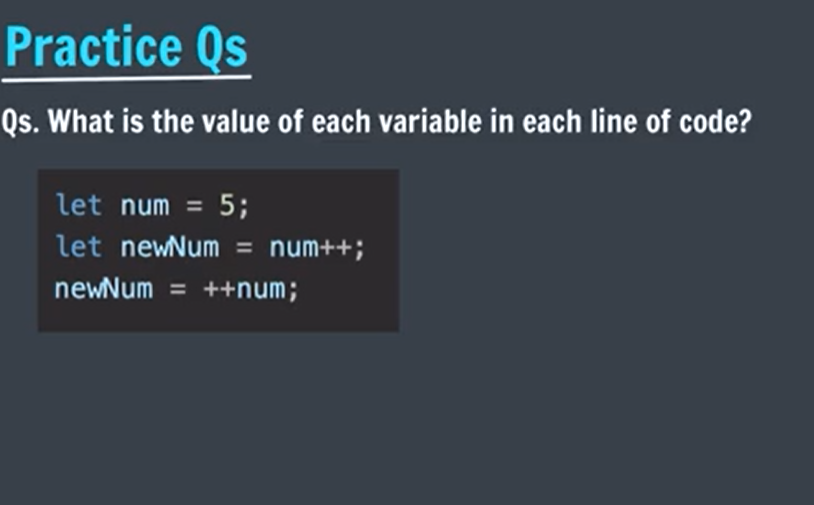 Practice Qs
Qs. What is the value of each variable in each line of code?
let num = 5;
let newNum = num++;
newNum = ++num;